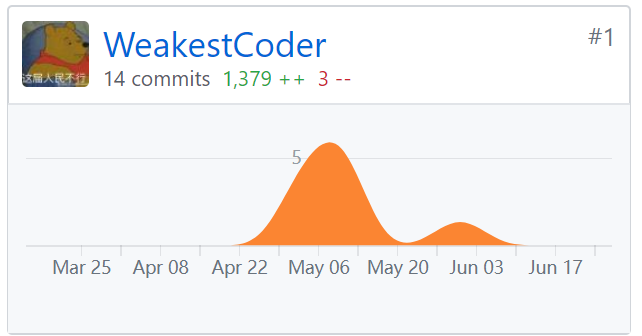 WeakestCoder
#1
14 commits 1,379 ++ 3 --
这届人民不行
5
Mar 25 Apr 08 Apr 22 May 06 May 20 Jun 03 Jun 17